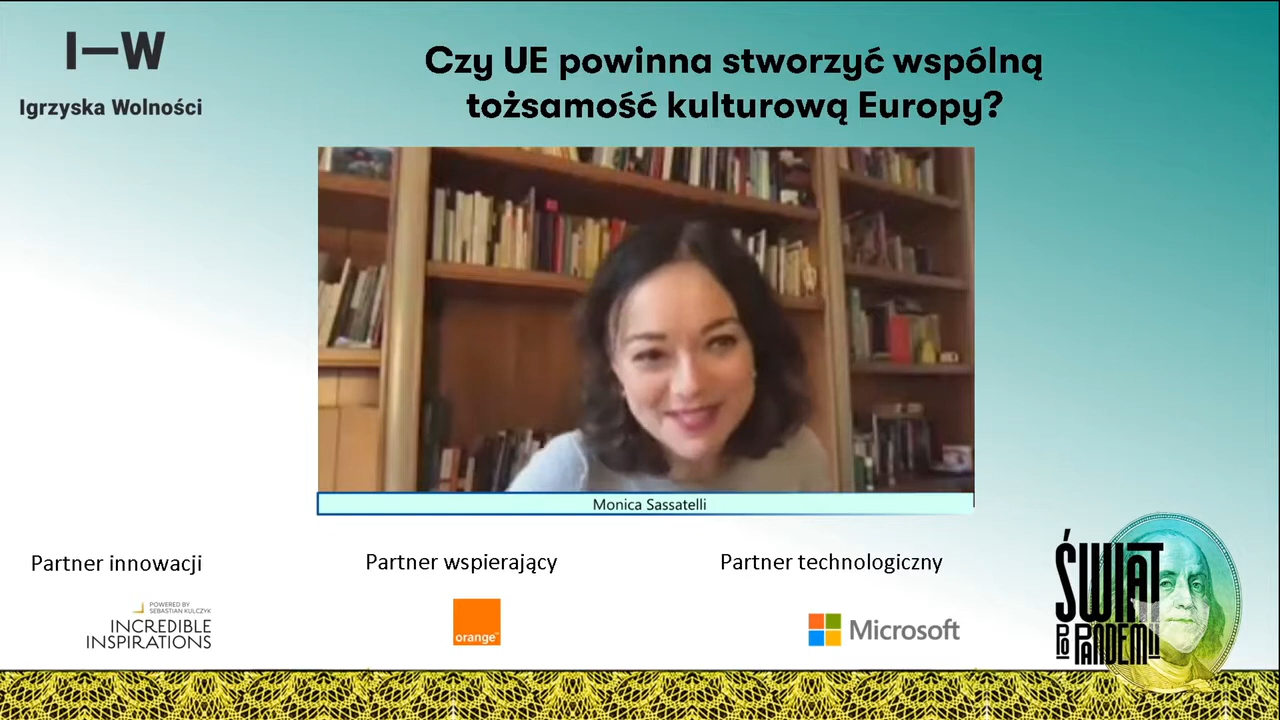 I—W
Igrzyska Wolności
Czy UE powinna stworzyć wspólną
tożsamość kulturową Europy?
Monica Sassatelli
Partner innowacji
Partner wspierający
Partner technologiczny
POWERED BY
SEBASTIAN KULCZYK
INCREDIBLE
INSPIRATIONS
orange™
Microsoft
ŚWIAT
PO PANDEMII